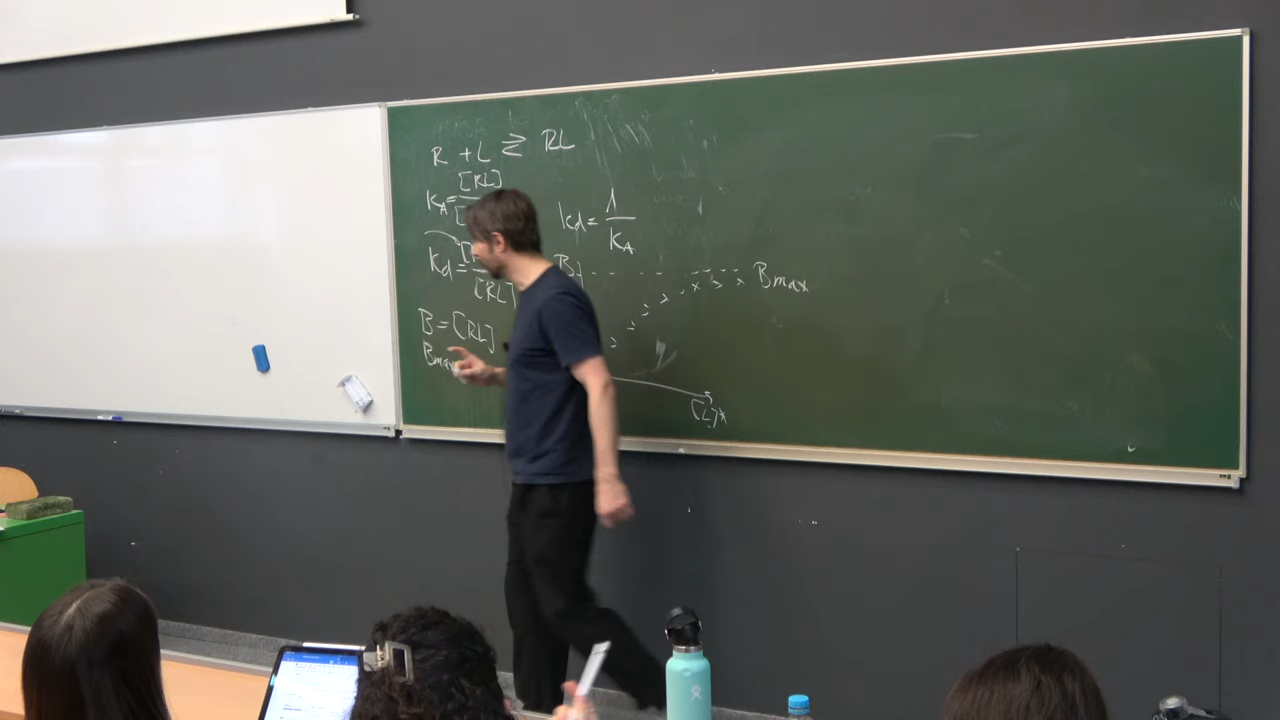 R + L ⇄ RL
[RL]
KA =
Kd = 1
KA
Kd =
[RL]
B
Bmax
B = [RL]
Bmax
[L]*